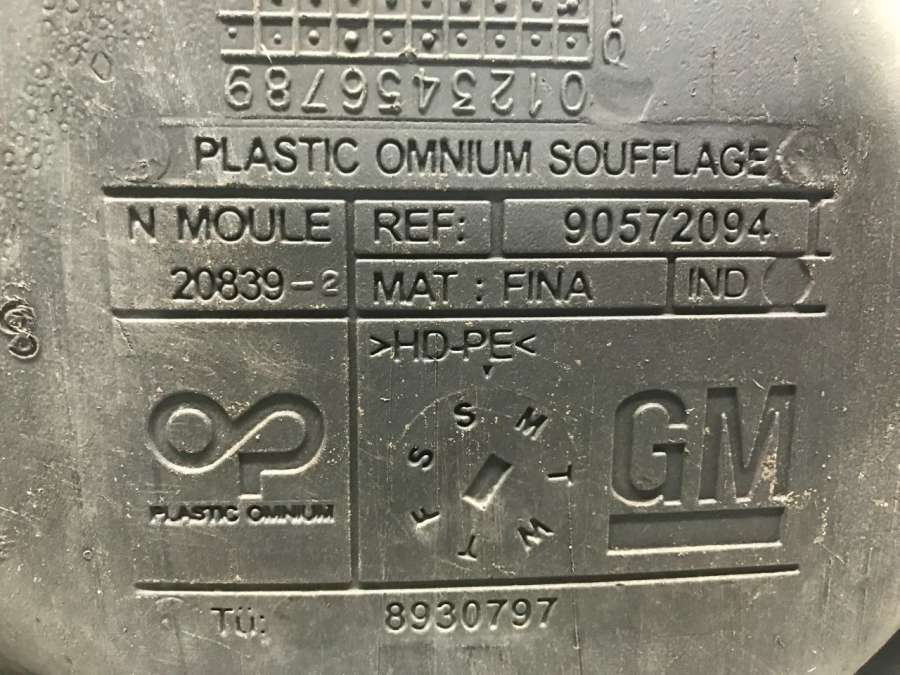 0123456789
PLASTIC OMNIUM SOUFFLAGE
N MOULE REF: 90572094
20839-2 MAT : FINA IND
>HD-PE<
S M T W T F S
GM
PLASTIC OMNIUM
Tü: 8930797